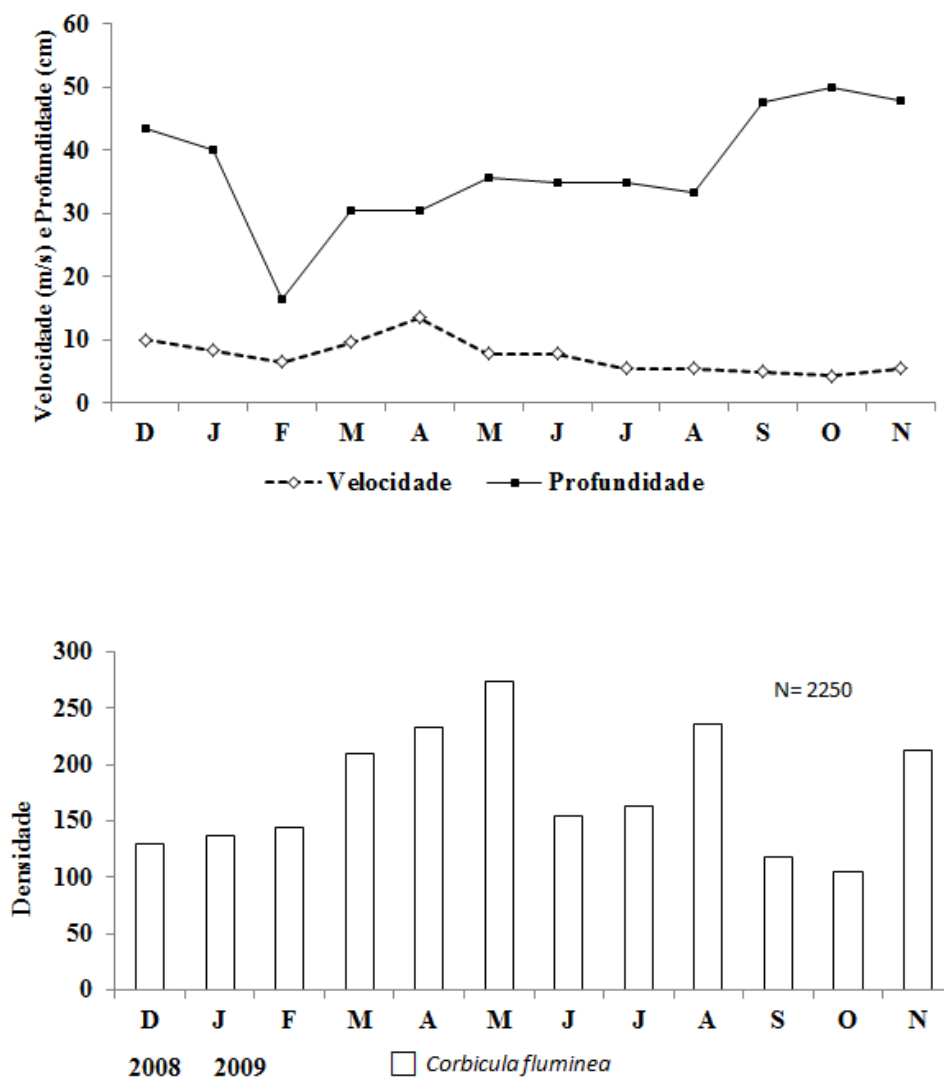 Velocidade (m/s) e Profundidade (cm)
60
50
40
30
20
10
0
D J F M A M J J A S O N
Velocidade Profundidade
Densidade
300
250
200
150
100
50
0
N= 2250
D J F M A M J J A S O N
2008 2009 Corbicula fluminea